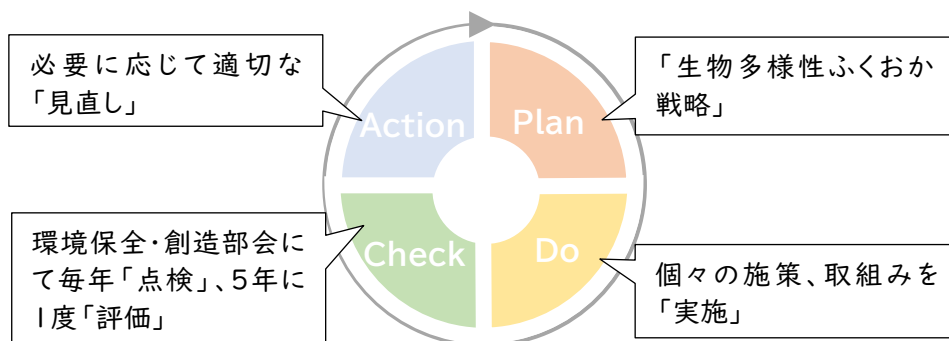 必要に応じて適切な
「見直し」
Action
Plan
「生物多様性ふくおか
戦略」
環境保全・創造部会に
て毎年「点検」、5年に
1度「評価」
Check
Do
個々の施策、取組みを
「実施」